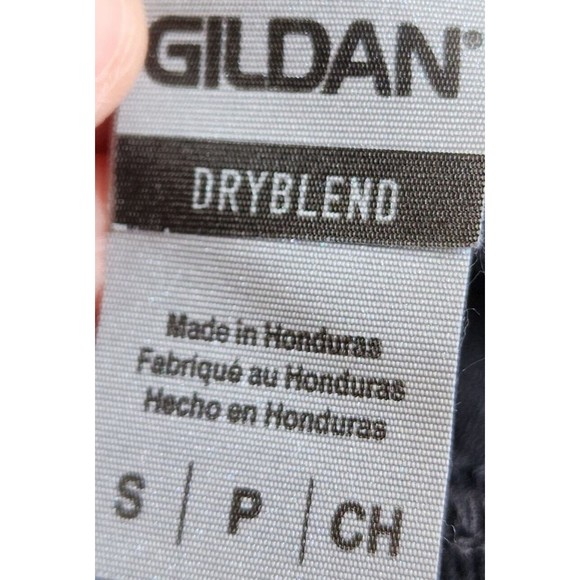 GILDAN®
DRYBLEND
Made in Honduras
Fabriqué au Honduras
Hecho en Honduras
S | P | CH